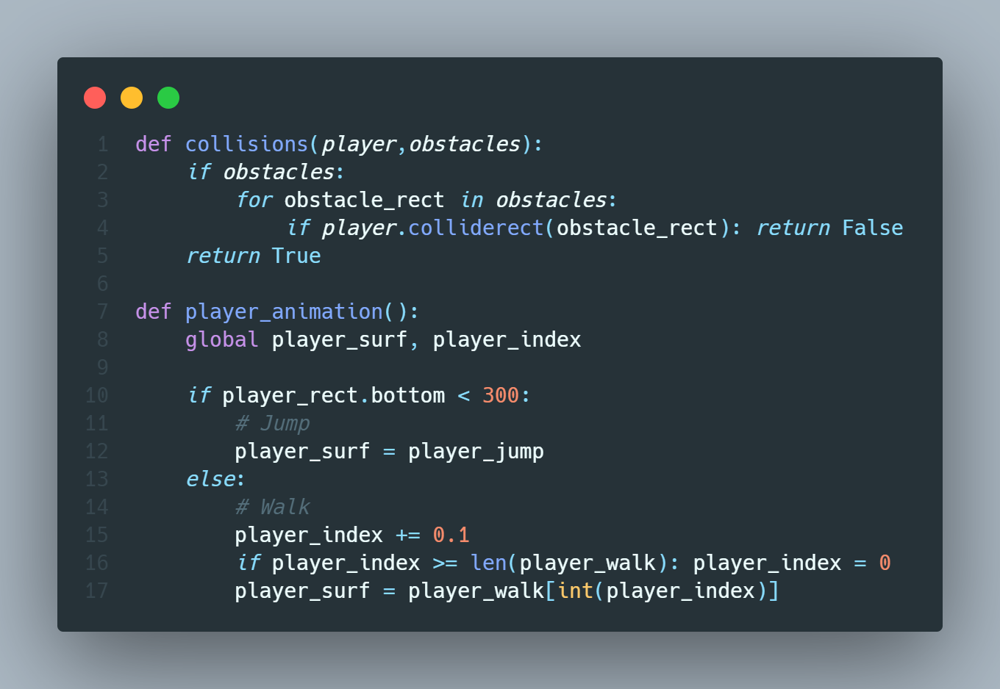 1 def collisions(player,obstacles):
2     if obstacles:
3         for obstacle_rect in obstacles:
4             if player.colliderect(obstacle_rect): return False
5     return True
6
7 def player_animation():
8     global player_surf, player_index
9
10     if player_rect.bottom < 300:
11         # Jump
12         player_surf = player_jump
13     else:
14         # Walk
15         player_index += 0.1
16         if player_index >= len(player_walk): player_index = 0
17         player_surf = player_walk[int(player_index)]